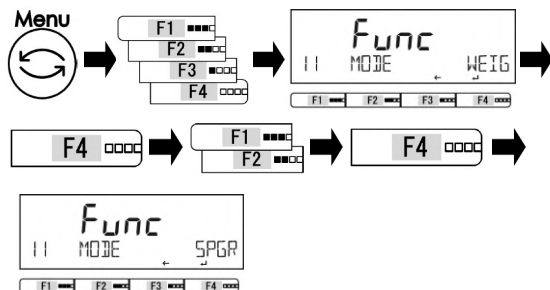 Menu
F1
F2
F3
F4
Func
11 MODE WEIG
F1 F2 F3 F4
F4
F1
F2
F4
Func
11 MODE SPGR
F1 F2 F3 F4